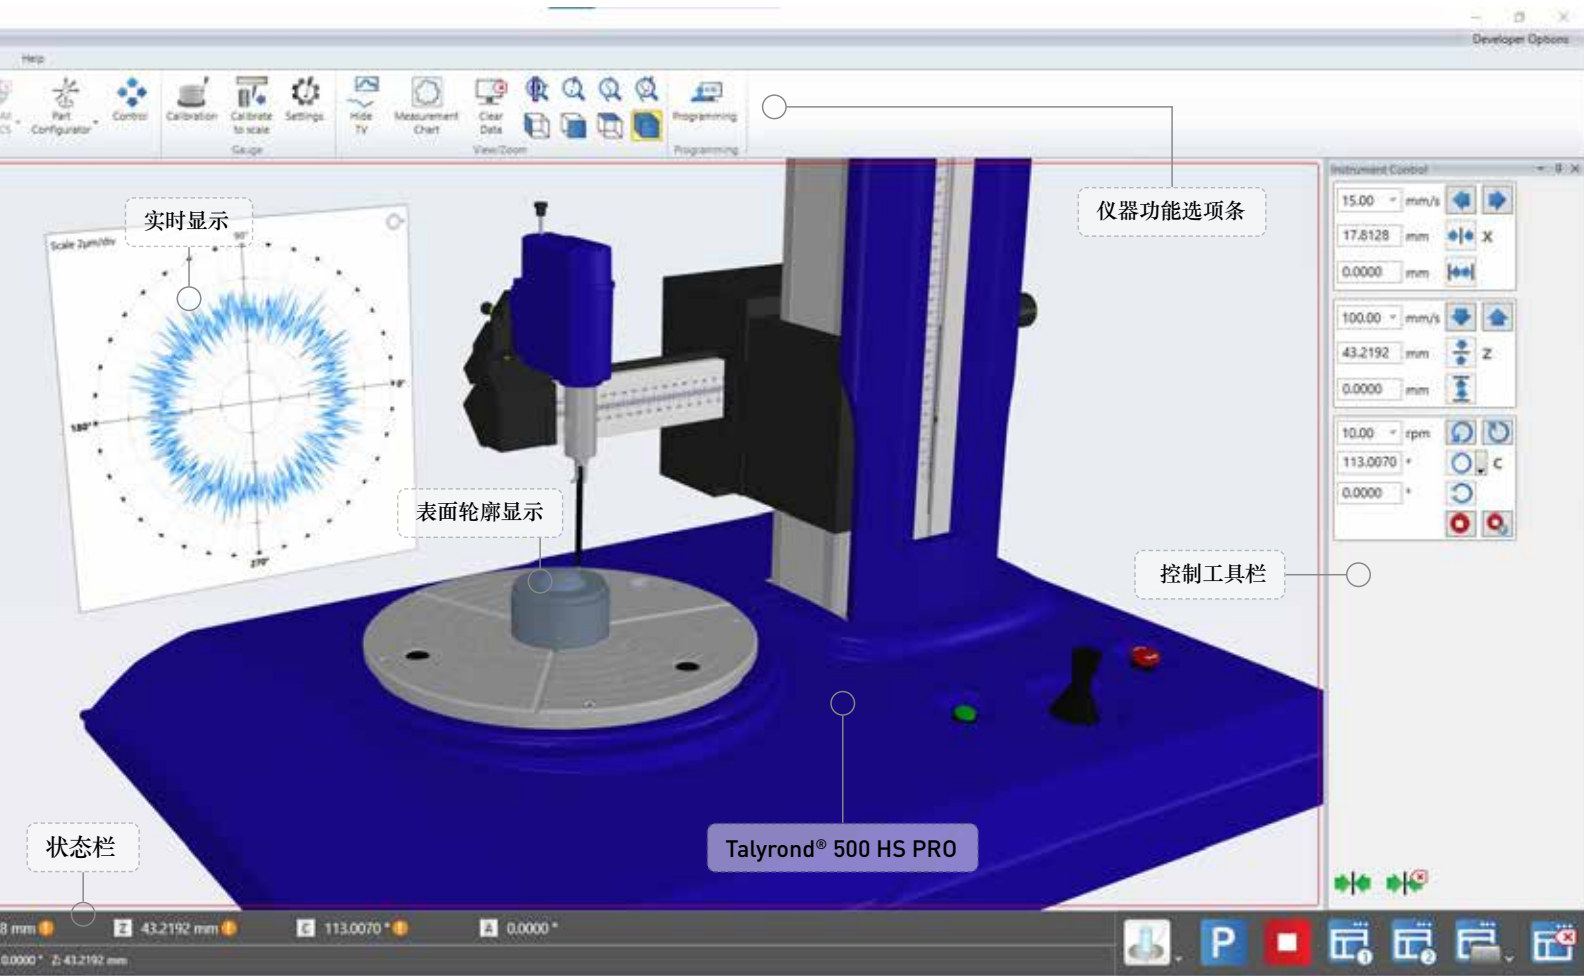 Developer Options
Help
Part
Configurator
Control
Calibration
Calibrate
to scale
Settings
Gauge
Hide
TV
Measurement
Chart
Clear
Data
View/Zoom
Programming
Programming
仪器功能选项条
实时显示
Scale 2µm/div
90°
0°
180°
270°
表面轮廓显示
Instrument Control
15.00 mm/s
17.8128 mm X
0.0000 mm
100.00 mm/s
43.2192 mm Z
0.0000 mm
10.00 rpm
113.0070 ° C
0.0000 °
控制工具栏
Talyrond® 500 HS PRO
状态栏
8 mm Z 43.2192 mm C 113.0070 ° A 0.0000 °
0.0000 ° Z: 43.2192 mm
P
1
2